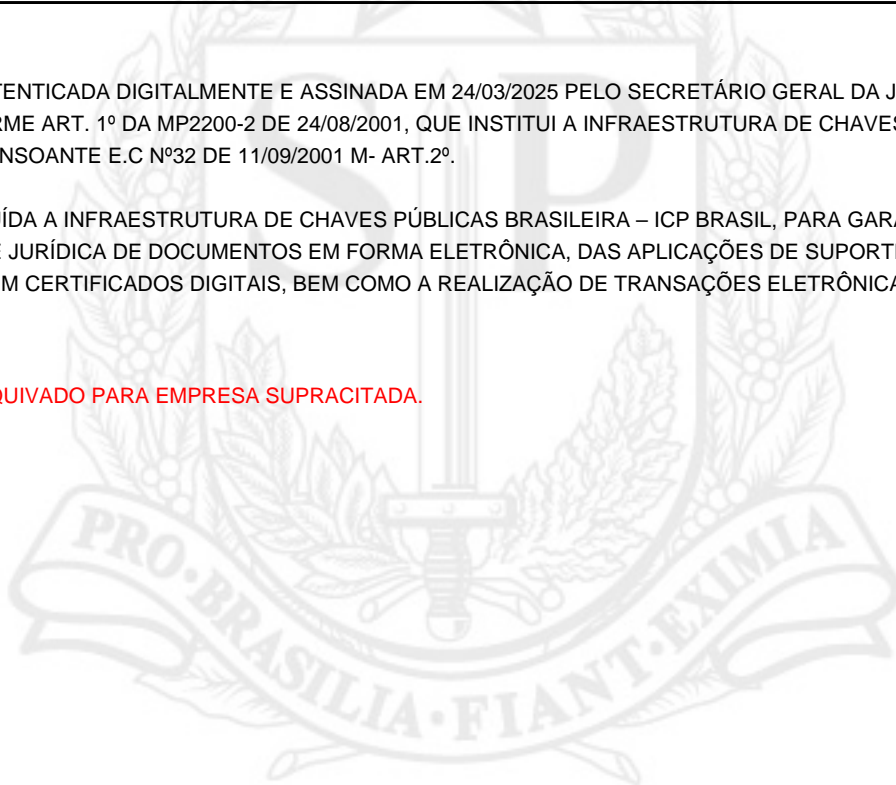 TENTICADA DIGITALMENTE E ASSINADA EM 24/03/2025 PELO SECRETÁRIO GERAL DA J
RME ART. 1º DA MP2200-2 DE 24/08/2001, QUE INSTITUI A INFRAESTRUTURA DE CHAVES
NSOANTE E.C Nº32 DE 11/09/2001 M- ART.2º.
ÍDA A INFRAESTRUTURA DE CHAVES PÚBLICAS BRASILEIRA – ICP BRASIL, PARA GARA
E JURÍDICA DE DOCUMENTOS EM FORMA ELETRÔNICA, DAS APLICAÇÕES DE SUPORTE
M CERTIFICADOS DIGITAIS, BEM COMO A REALIZAÇÃO DE TRANSAÇÕES ELETRÔNICA
QUIVADO PARA EMPRESA SUPRACITADA.
SP
PRO·BRASILIA·FIANT·EXIMIA